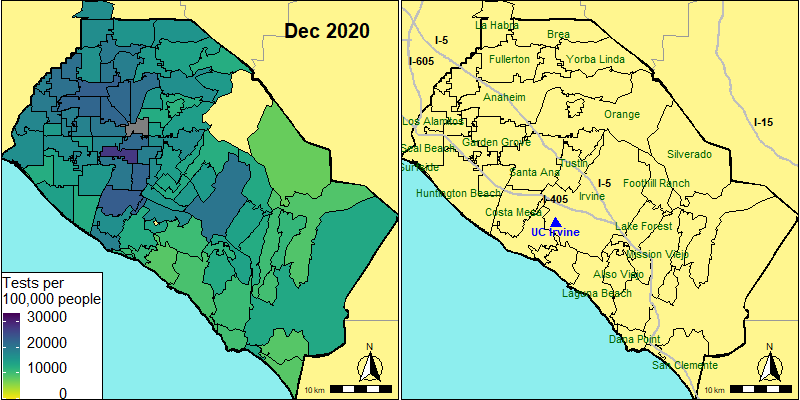 Dec 2020
Tests per
100,000 people
30000
20000
10000
0
N
10 km
La Habra
Brea
I-5
I-605
Fullerton
Yorba Linda
Anaheim
Orange
I-15
Los Alamitos
Garden Grove
Seal Beach
Silverado
Tustin
Surfside
Santa Ana
I-5
Foothill Ranch
Huntington Beach
I-405
Irvine
Costa Mesa
UC Irvine
Lake Forest
Mission Viejo
Aliso Viejo
Laguna Beach
Dana Point
San Clemente
N
10 km